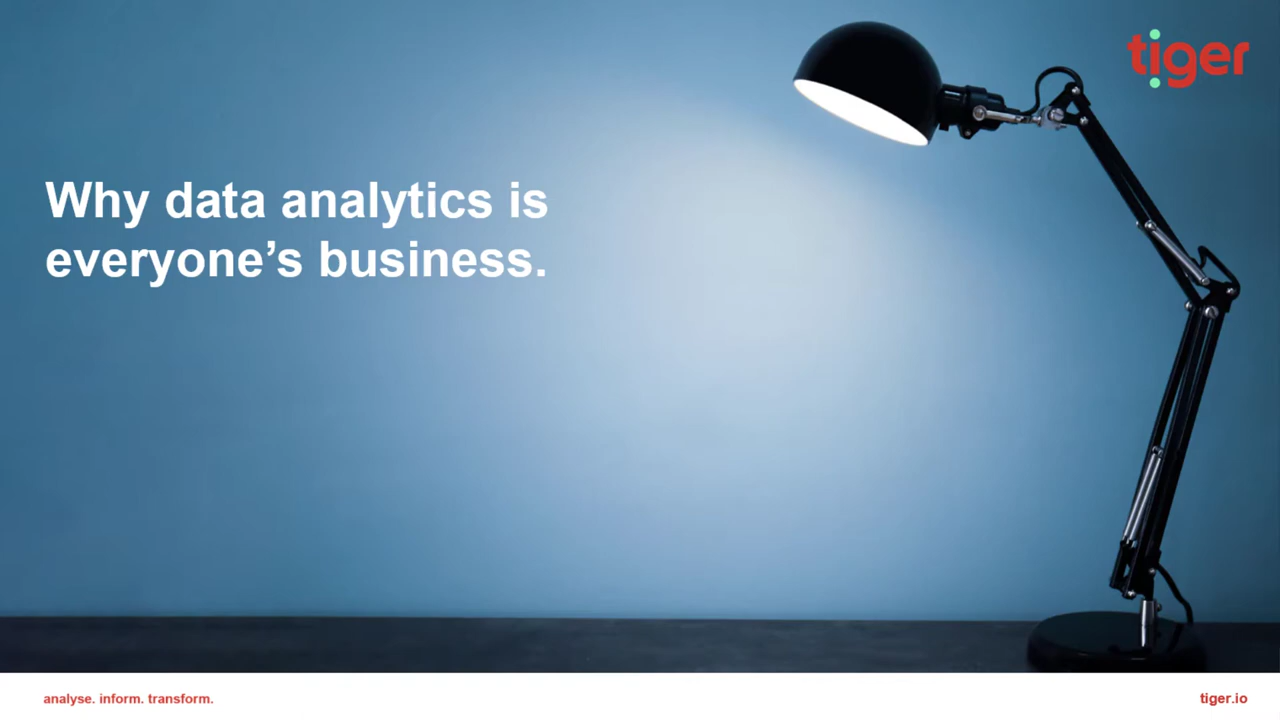 tiger
Why data analytics is
everyone’s business.
analyse. inform. transform.
tiger.io